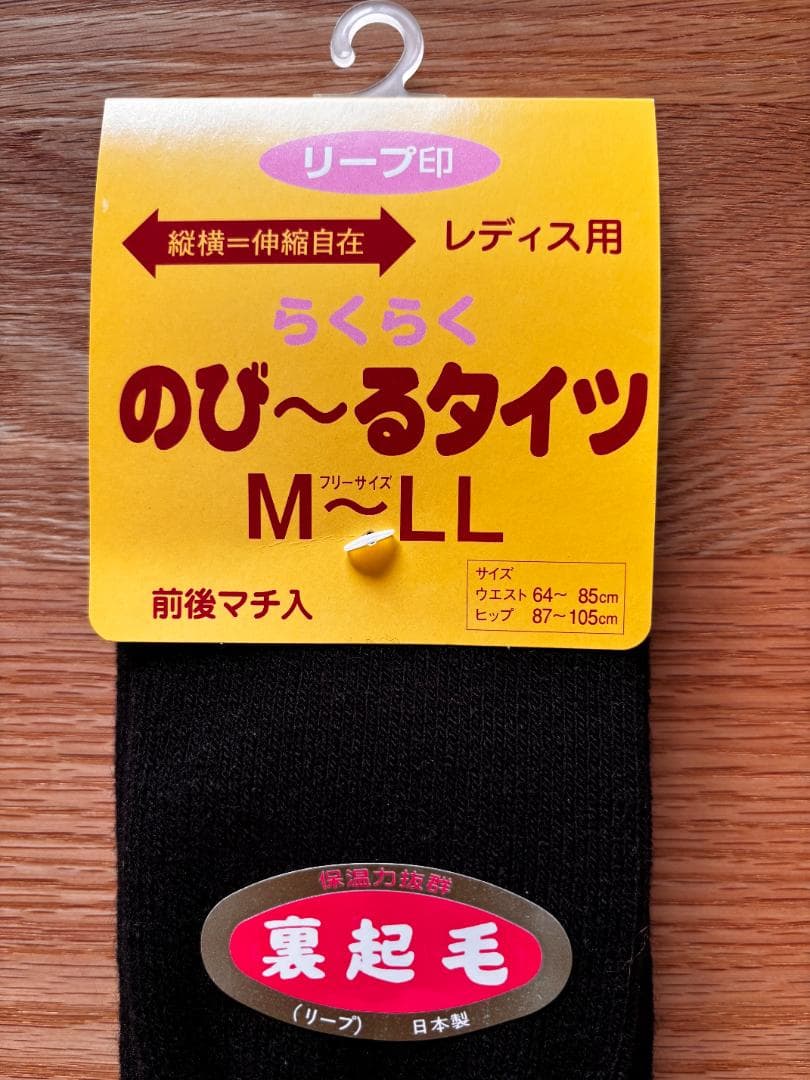 リープ印
縦横=伸縮自在
レディス用
らくらく
のび〜るタイツ
フリーサイズ
M〜LL
前後マチ入
サイズ
ウエスト 64〜 85cm
ヒップ 87〜105cm
保温力抜群
裏起毛
(リープ) 日本製